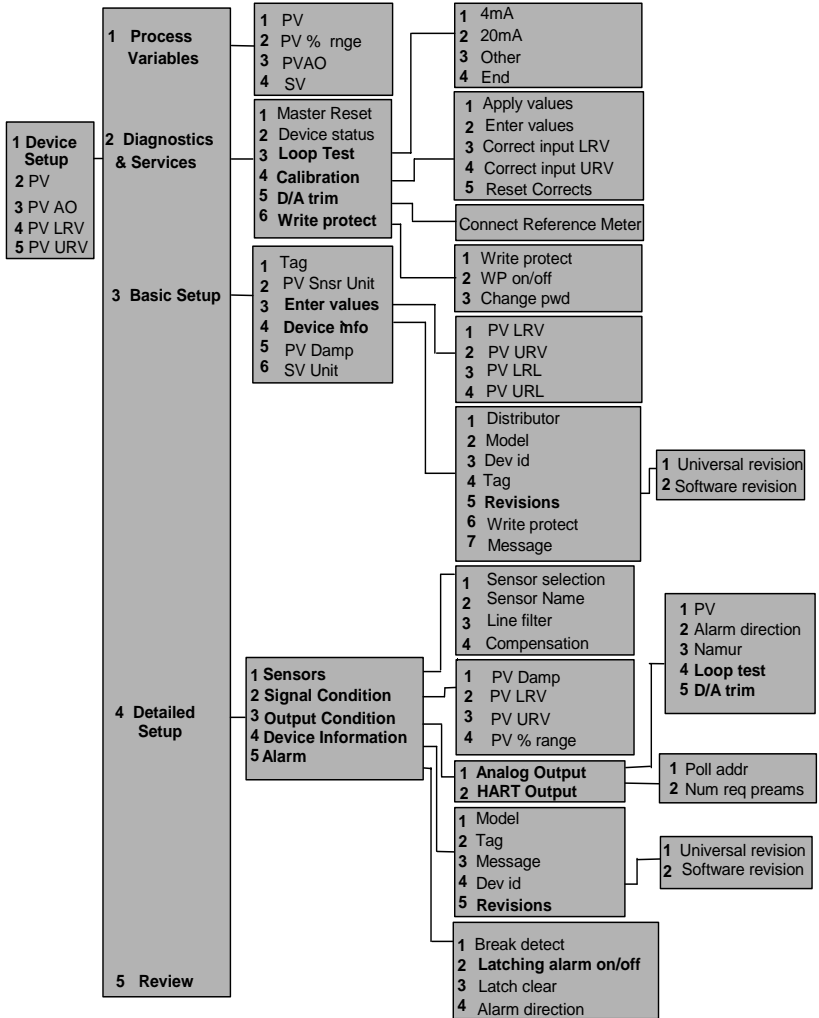 1 Device
Setup
2 PV
3 PV AO
4 PV LRV
5 PV URV
1 Process
Variables
2 Diagnostics
& Services
3 Basic Setup
4 Detailed
Setup
5 Review
1 PV
2 PV % rnge
3 PVAO
4 SV
1 Master Reset
2 Device status
3 Loop Test
4 Calibration
5 D/A trim
6 Write protect
1 4mA
2 20mA
3 Other
4 End
1 Apply values
2 Enter values
3 Correct input LRV
4 Correct input URV
5 Reset Corrects
Connect Reference Meter
1 Write protect
2 WP on/off
3 Change pwd
1 Tag
2 PV Snsr Unit
3 Enter values
4 Device info
5 PV Damp
6 SV Unit
1 PV LRV
2 PV URV
3 PV LRL
4 PV URL
1 Distributor
2 Model
3 Dev id
4 Tag
5 Revisions
6 Write protect
7 Message
1 Universal revision
2 Software revision
1 Sensors
2 Signal Condition
3 Output Condition
4 Device Information
5 Alarm
1 Sensor selection
2 Sensor Name
3 Line filter
4 Compensation
1 PV Damp
2 PV LRV
3 PV URV
4 PV % range
1 Analog Output
2 HART Output
1 PV
2 Alarm direction
3 Namur
4 Loop test
5 D/A trim
1 Poll addr
2 Num req preams
1 Model
2 Tag
3 Message
4 Dev id
5 Revisions
1 Universal revision
2 Software revision
1 Break detect
2 Latching alarm on/off
3 Latch clear
4 Alarm direction